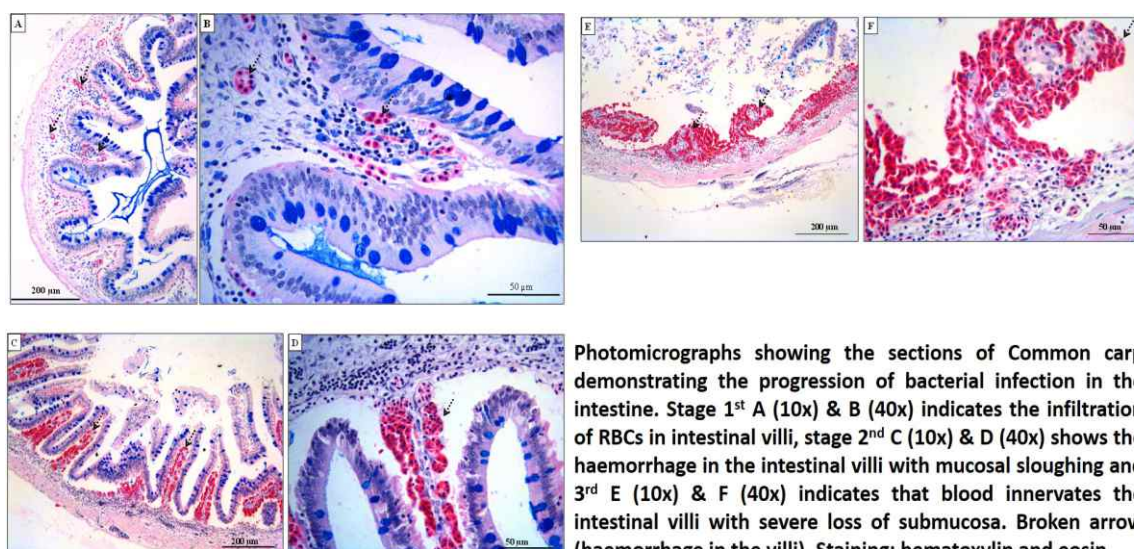 A
B
200 µm
50 µm
E
F
200 µm
50 µm
C
D
200 µm
50 µm
Photomicrographs showing the sections of Common carp
demonstrating the progression of bacterial infection in the
intestine. Stage 1st A (10x) & B (40x) indicates the infiltration
of RBCs in intestinal villi, stage 2nd C (10x) & D (40x) shows the
haemorrhage in the intestinal villi with mucosal sloughing and
3rd E (10x) & F (40x) indicates that blood innervates the
intestinal villi with severe loss of submucosa. Broken arrow
(haemorrhage in the villi). Staining: hematoxylin and eosin